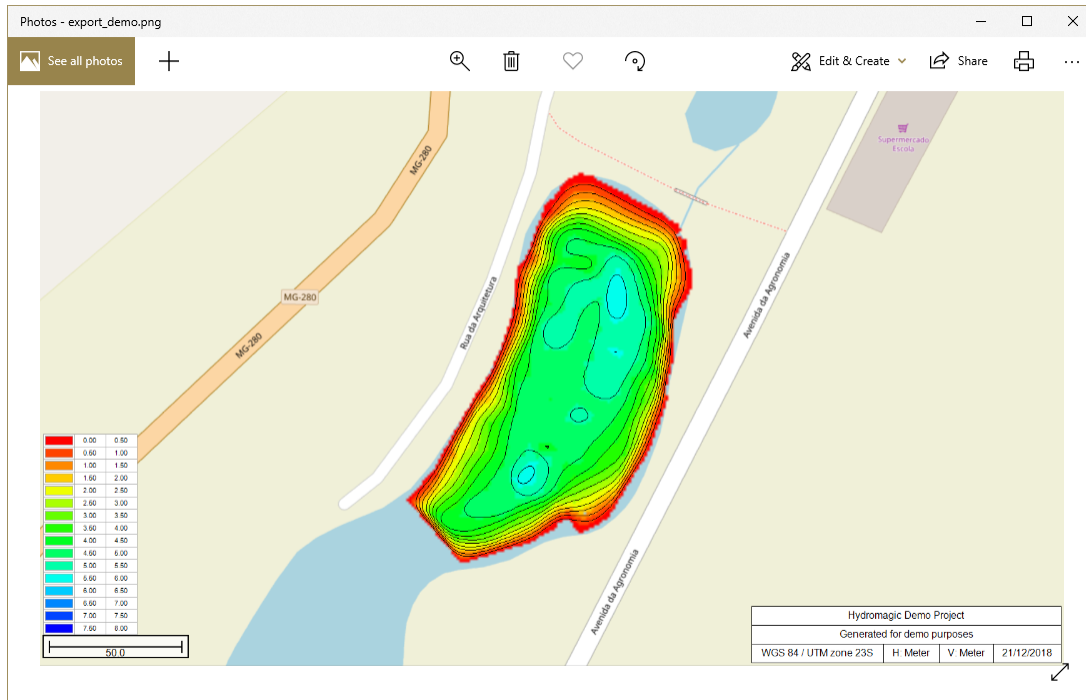 Photos - export_demo.png
See all photos
Edit & Create
Share
MG-280
Supermercado
Escola
MG-280
Rua da Arquitetura
Avenida da Agronomia
MG-280
Avenida da Agronomia
0.00 0.50
0.50 1.00
1.00 1.50
1.50 2.00
2.00 2.50
2.50 3.00
3.00 3.50
3.50 4.00
4.00 4.50
4.50 5.00
5.00 5.50
5.50 6.00
6.00 6.50
6.50 7.00
7.00 7.50
7.50 8.00
50.0
Hydromagic Demo Project
Generated for demo purposes
WGS 84 / UTM zone 23S H. Meter V. Meter 21/12/2018